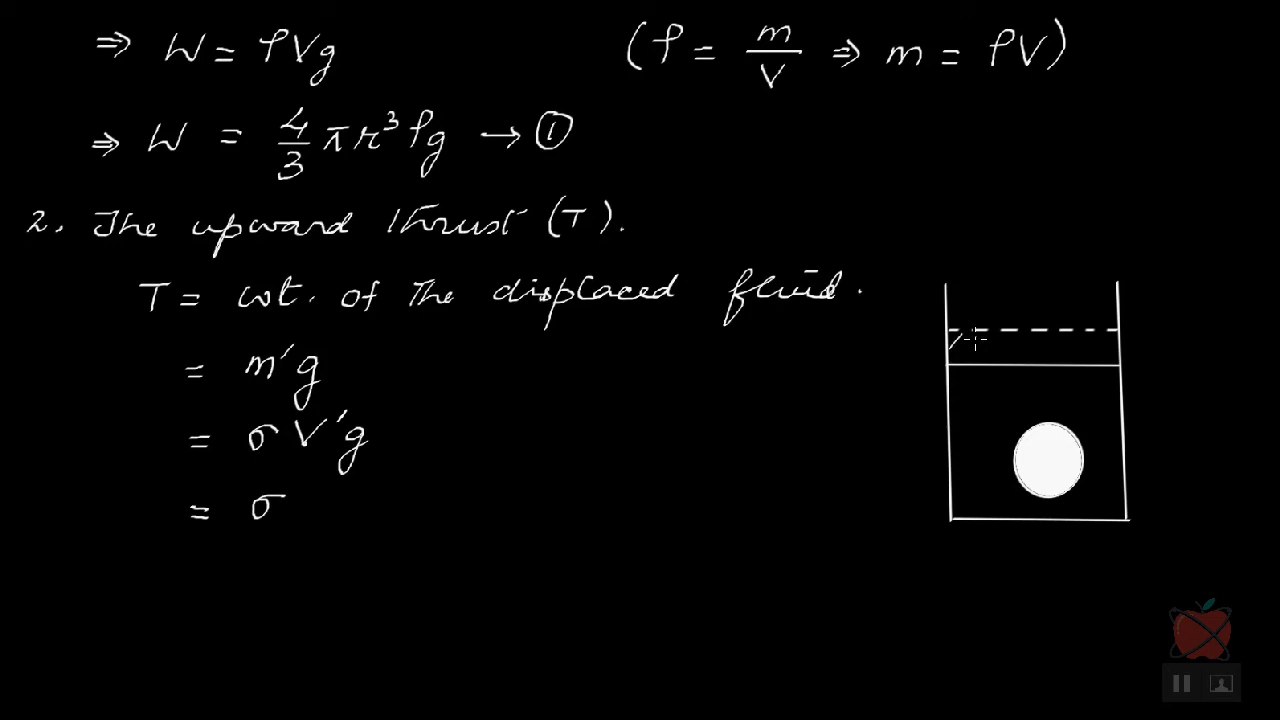 ⇒ W = ρVg (ρ = m/V ⇒ m = ρV)
⇒ W = 4/3 πr³ρg → ①
2. The upward thrust (T).
T = wt. of the displaced fluid.
= m'g
= σV'g
= σ